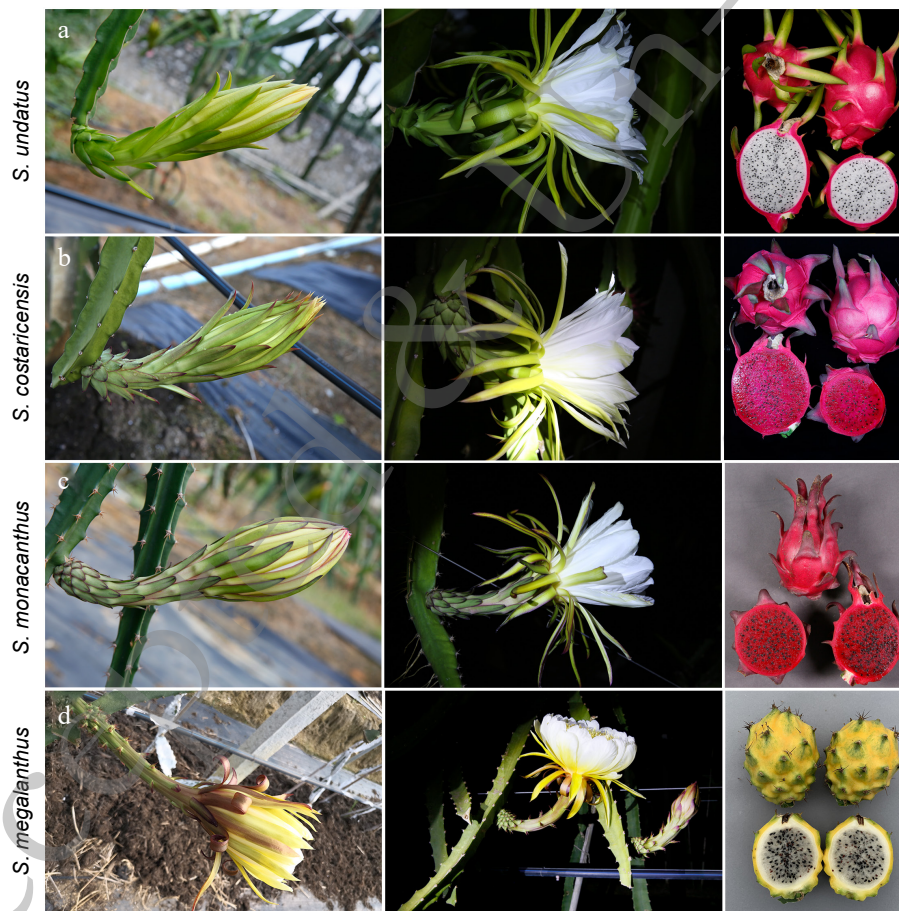 a
S. undatus
b
S. costaricensis
c
S. monacanthus
d
S. megalanthus